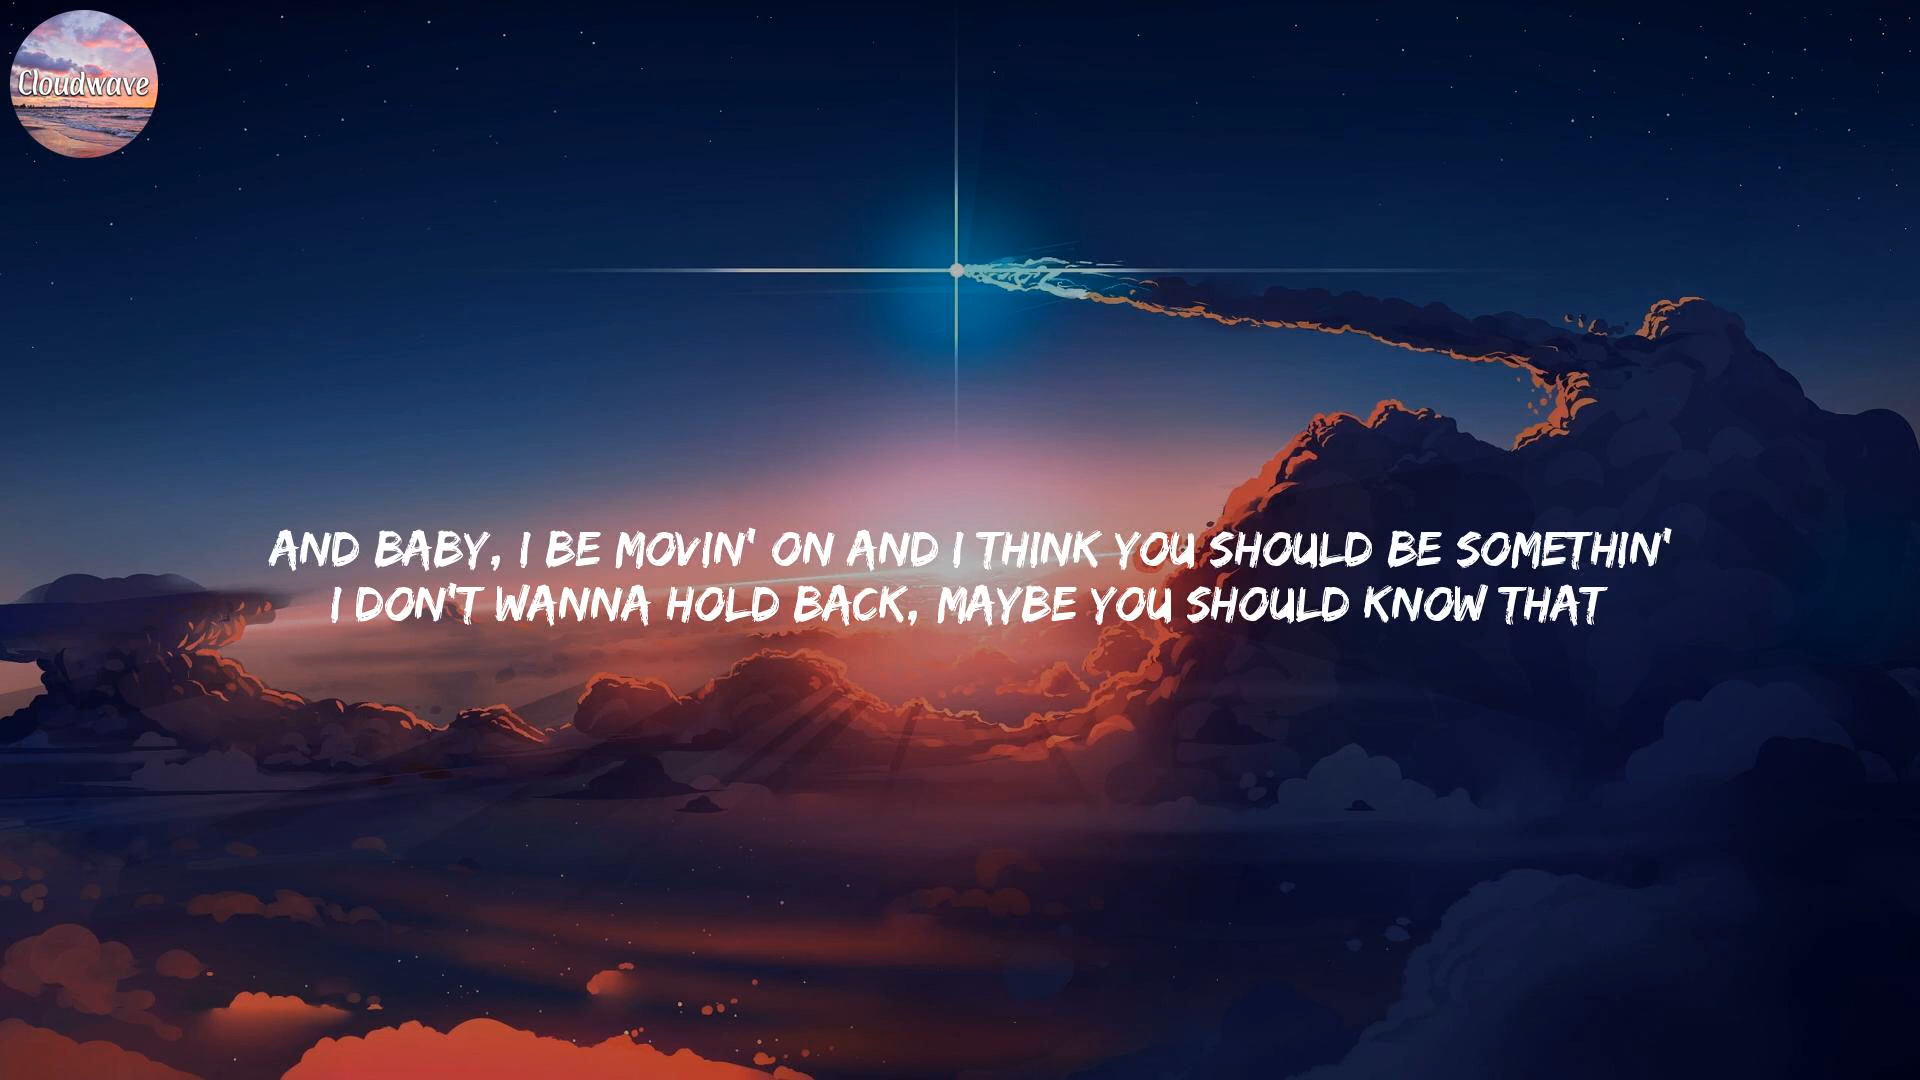 Cloudwave
AND BABY, I BE MOVIN' ON AND I THINK YOU SHOULD BE SOMETHIN'
I DON'T WANNA HOLD BACK, MAYBE YOU SHOULD KNOW THAT